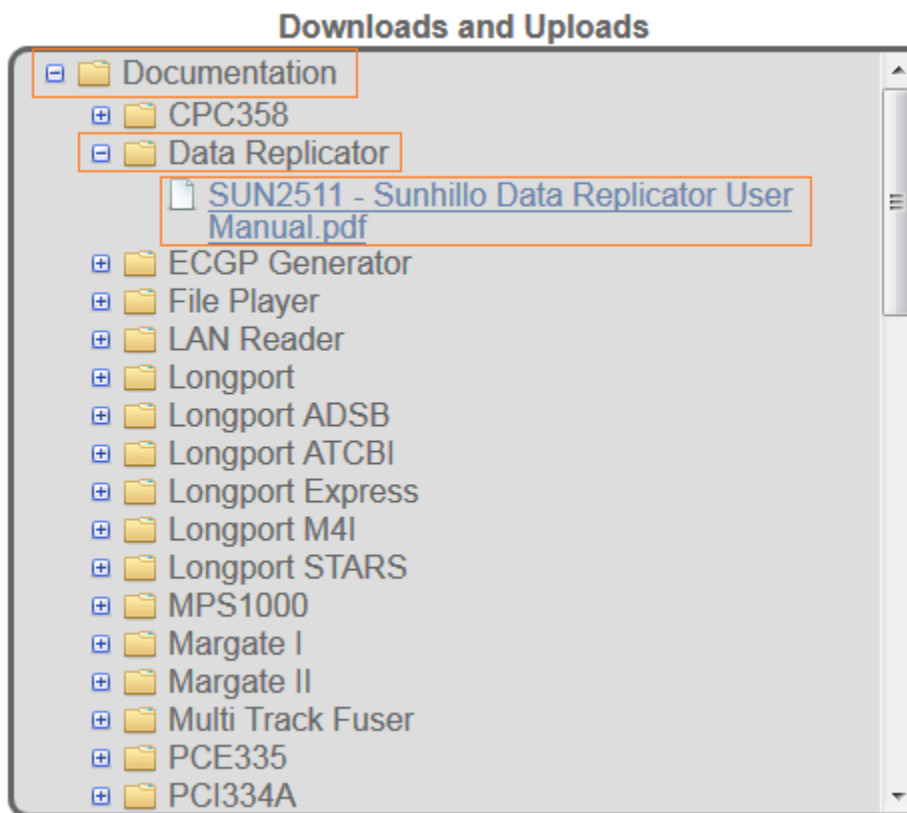 Downloads and Uploads
Documentation
CPC358
Data Replicator
SUN2511 - Sunhillo Data Replicator User
Manual.pdf
ECGP Generator
File Player
LAN Reader
Longport
Longport ADSB
Longport ATCBI
Longport Express
Longport M4I
Longport STARS
MPS1000
Margate I
Margate II
Multi Track Fuser
PCE335
PCI334A